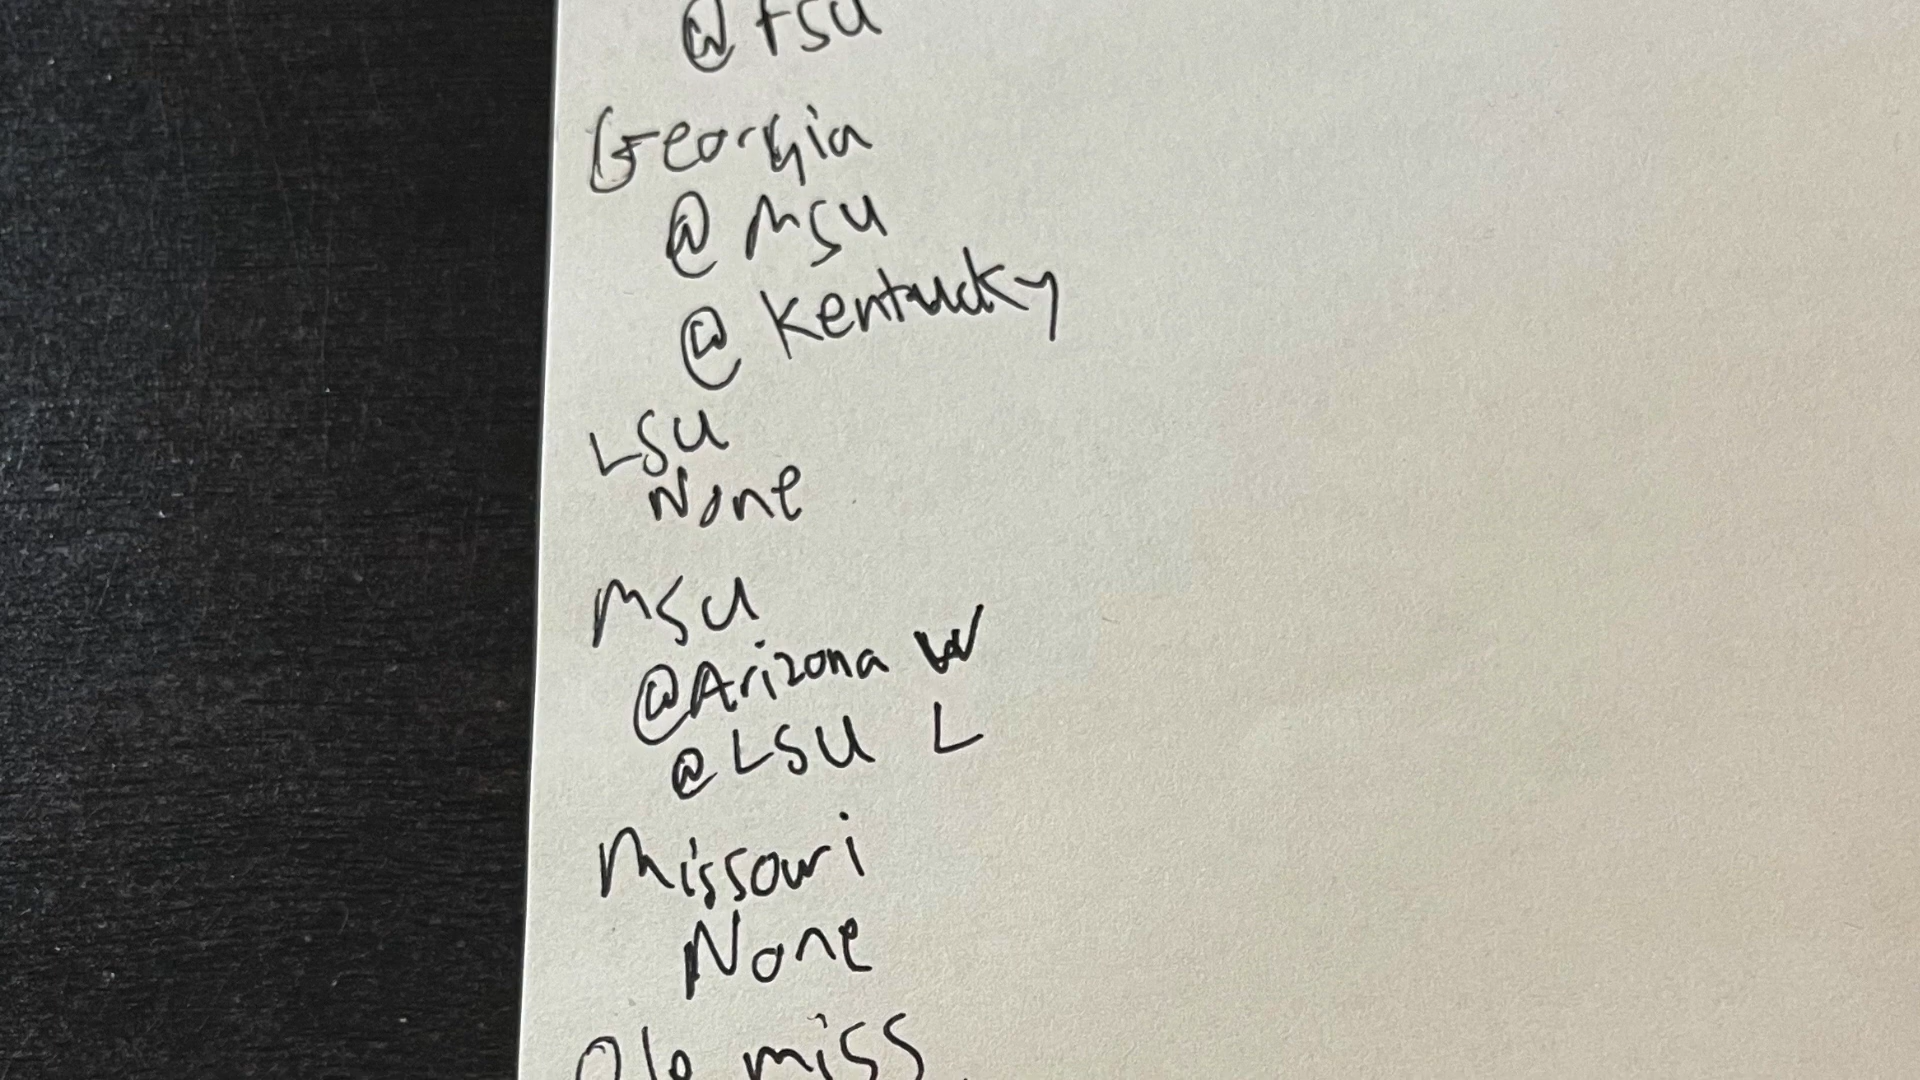 @ FSU
Georgia
@ MSU
@ Kentucky
LSU
None
MSU
@Arizona W
@LSU L
Missouri
None
Ole miss